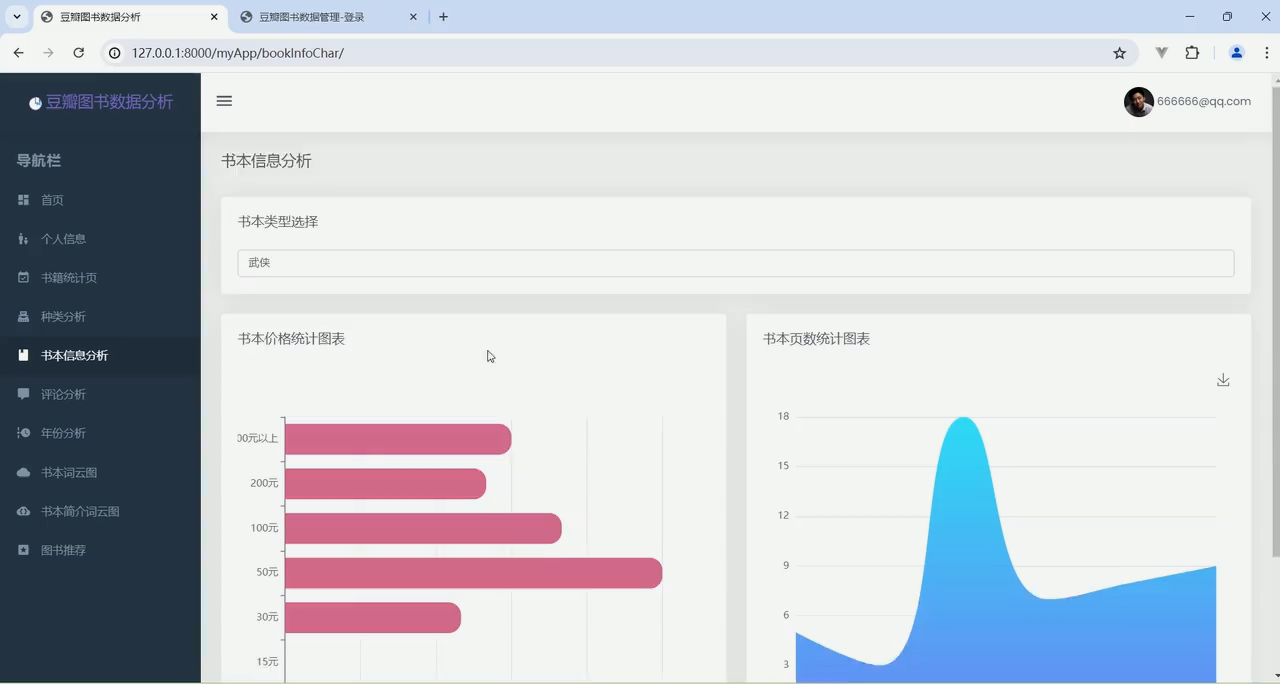 豆瓣图书数据分析
豆瓣图书数据管理-登录
127.0.0.1:8000/myApp/bookInfoChar/
豆瓣图书数据分析
666666@qq.com
导航栏
首页
个人信息
书籍统计页
种类分析
书本信息分析
评论分析
年份分析
书本词云图
书本简介词云图
图书推荐
书本信息分析
书本类型选择
武侠
书本价格统计图表
00元以上
200元
100元
50元
30元
15元
书本页数统计图表
18
15
12
9
6
3